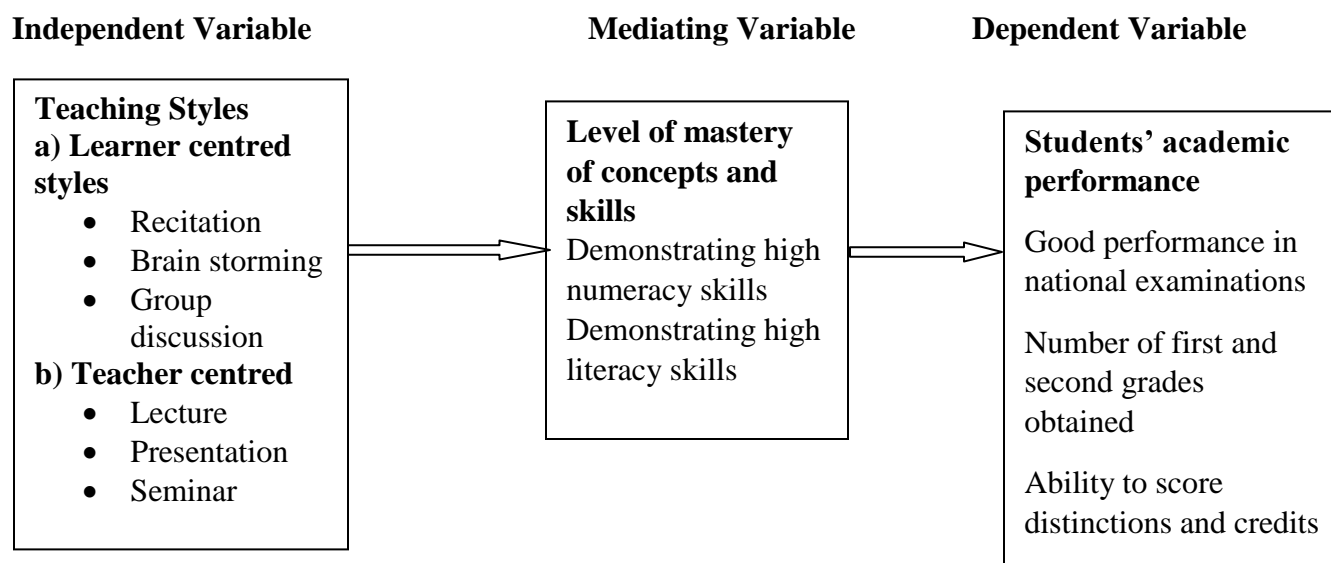 Independent Variable
Mediating Variable
Dependent Variable
Teaching Styles
a) Learner centred
styles
• Recitation
• Brain storming
• Group
discussion
b) Teacher centred
• Lecture
• Presentation
• Seminar
Level of mastery
of concepts and
skills
Demonstrating high
numeracy skills
Demonstrating high
literacy skills
Students’ academic
performance
Good performance in
national examinations
Number of first and
second grades
obtained
Ability to score
distinctions and credits